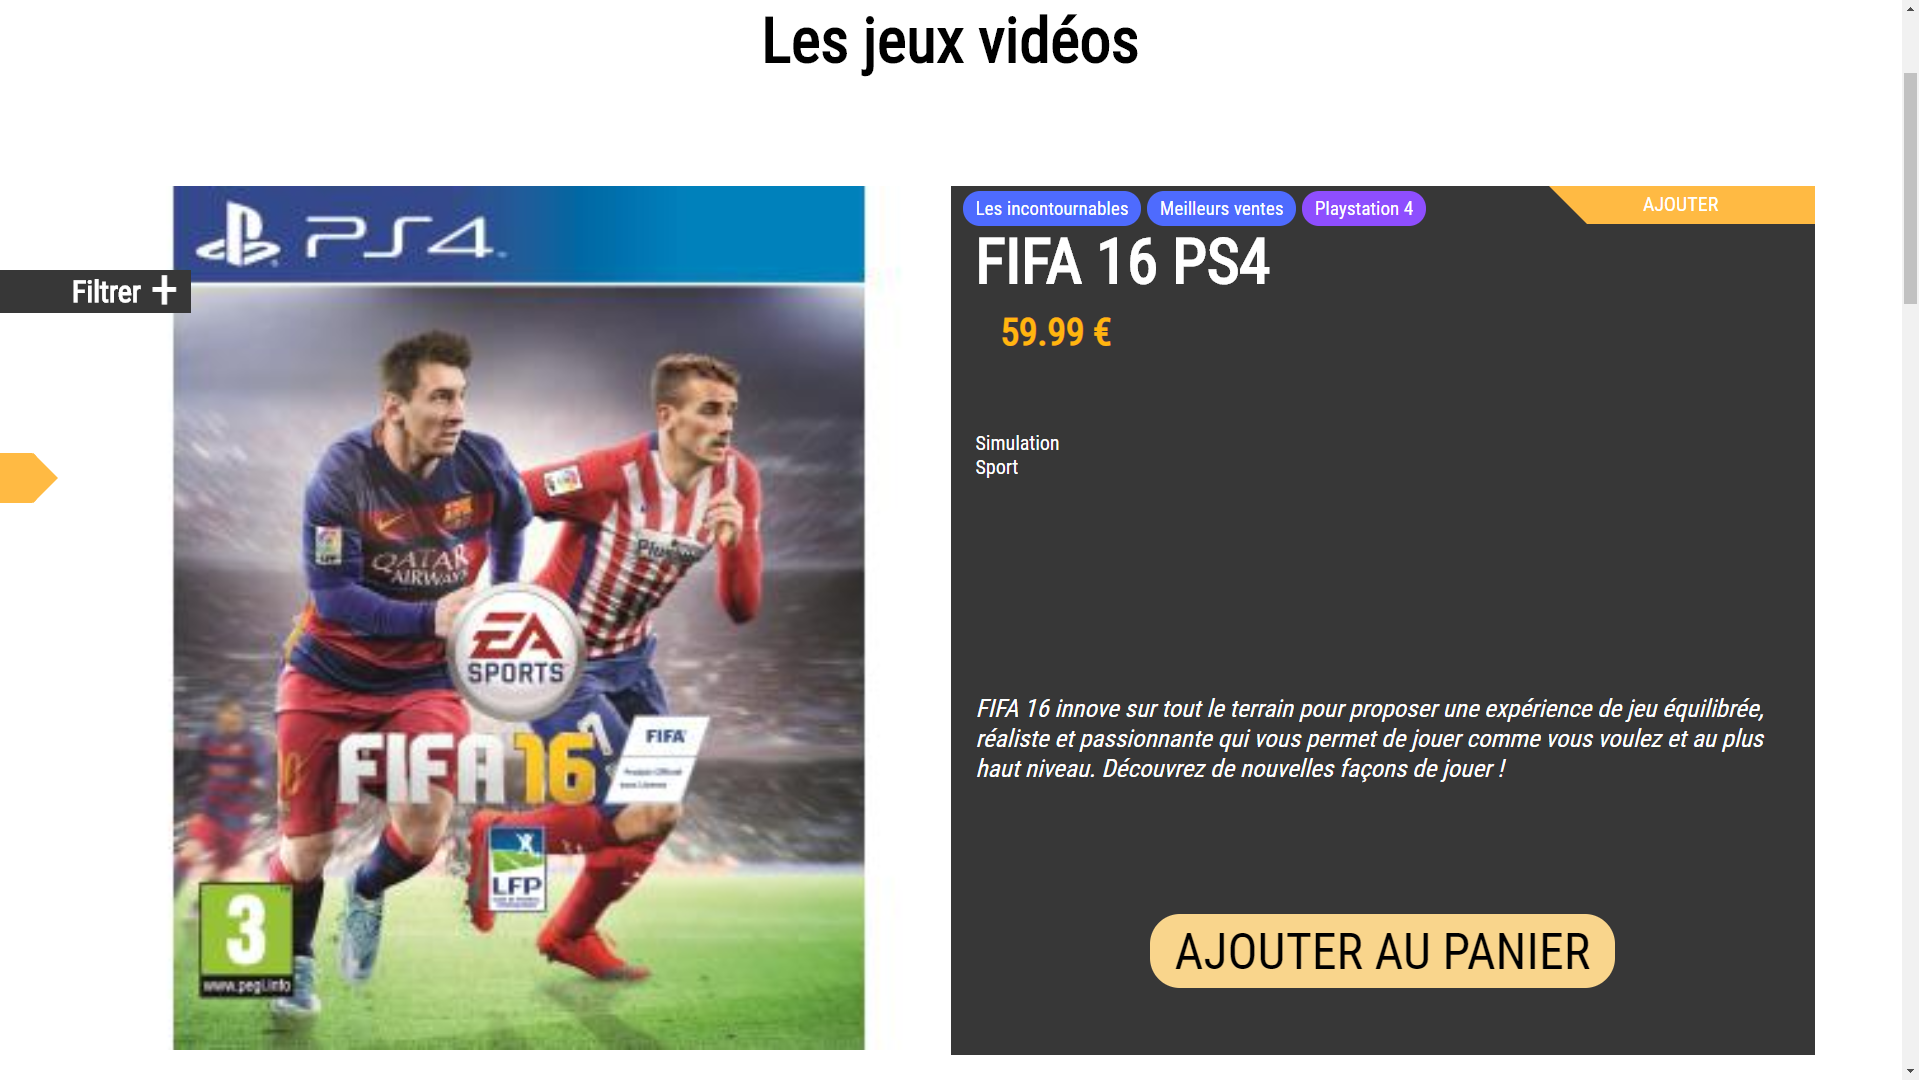 Les jeux vidéos
PS4
Filtrer +
QATAR
AIRWAYS
EA
SPORTS
FIFA 16
FIFA
LFP
3
www.pegi.info
Les incontournables
Meilleurs ventes
Playstation 4
AJOUTER
FIFA 16 PS4
59.99 €
Simulation
Sport
FIFA 16 innove sur tout le terrain pour proposer une expérience de jeu équilibrée,
réaliste et passionnante qui vous permet de jouer comme vous voulez et au plus
haut niveau. Découvrez de nouvelles façons de jouer !
AJOUTER AU PANIER